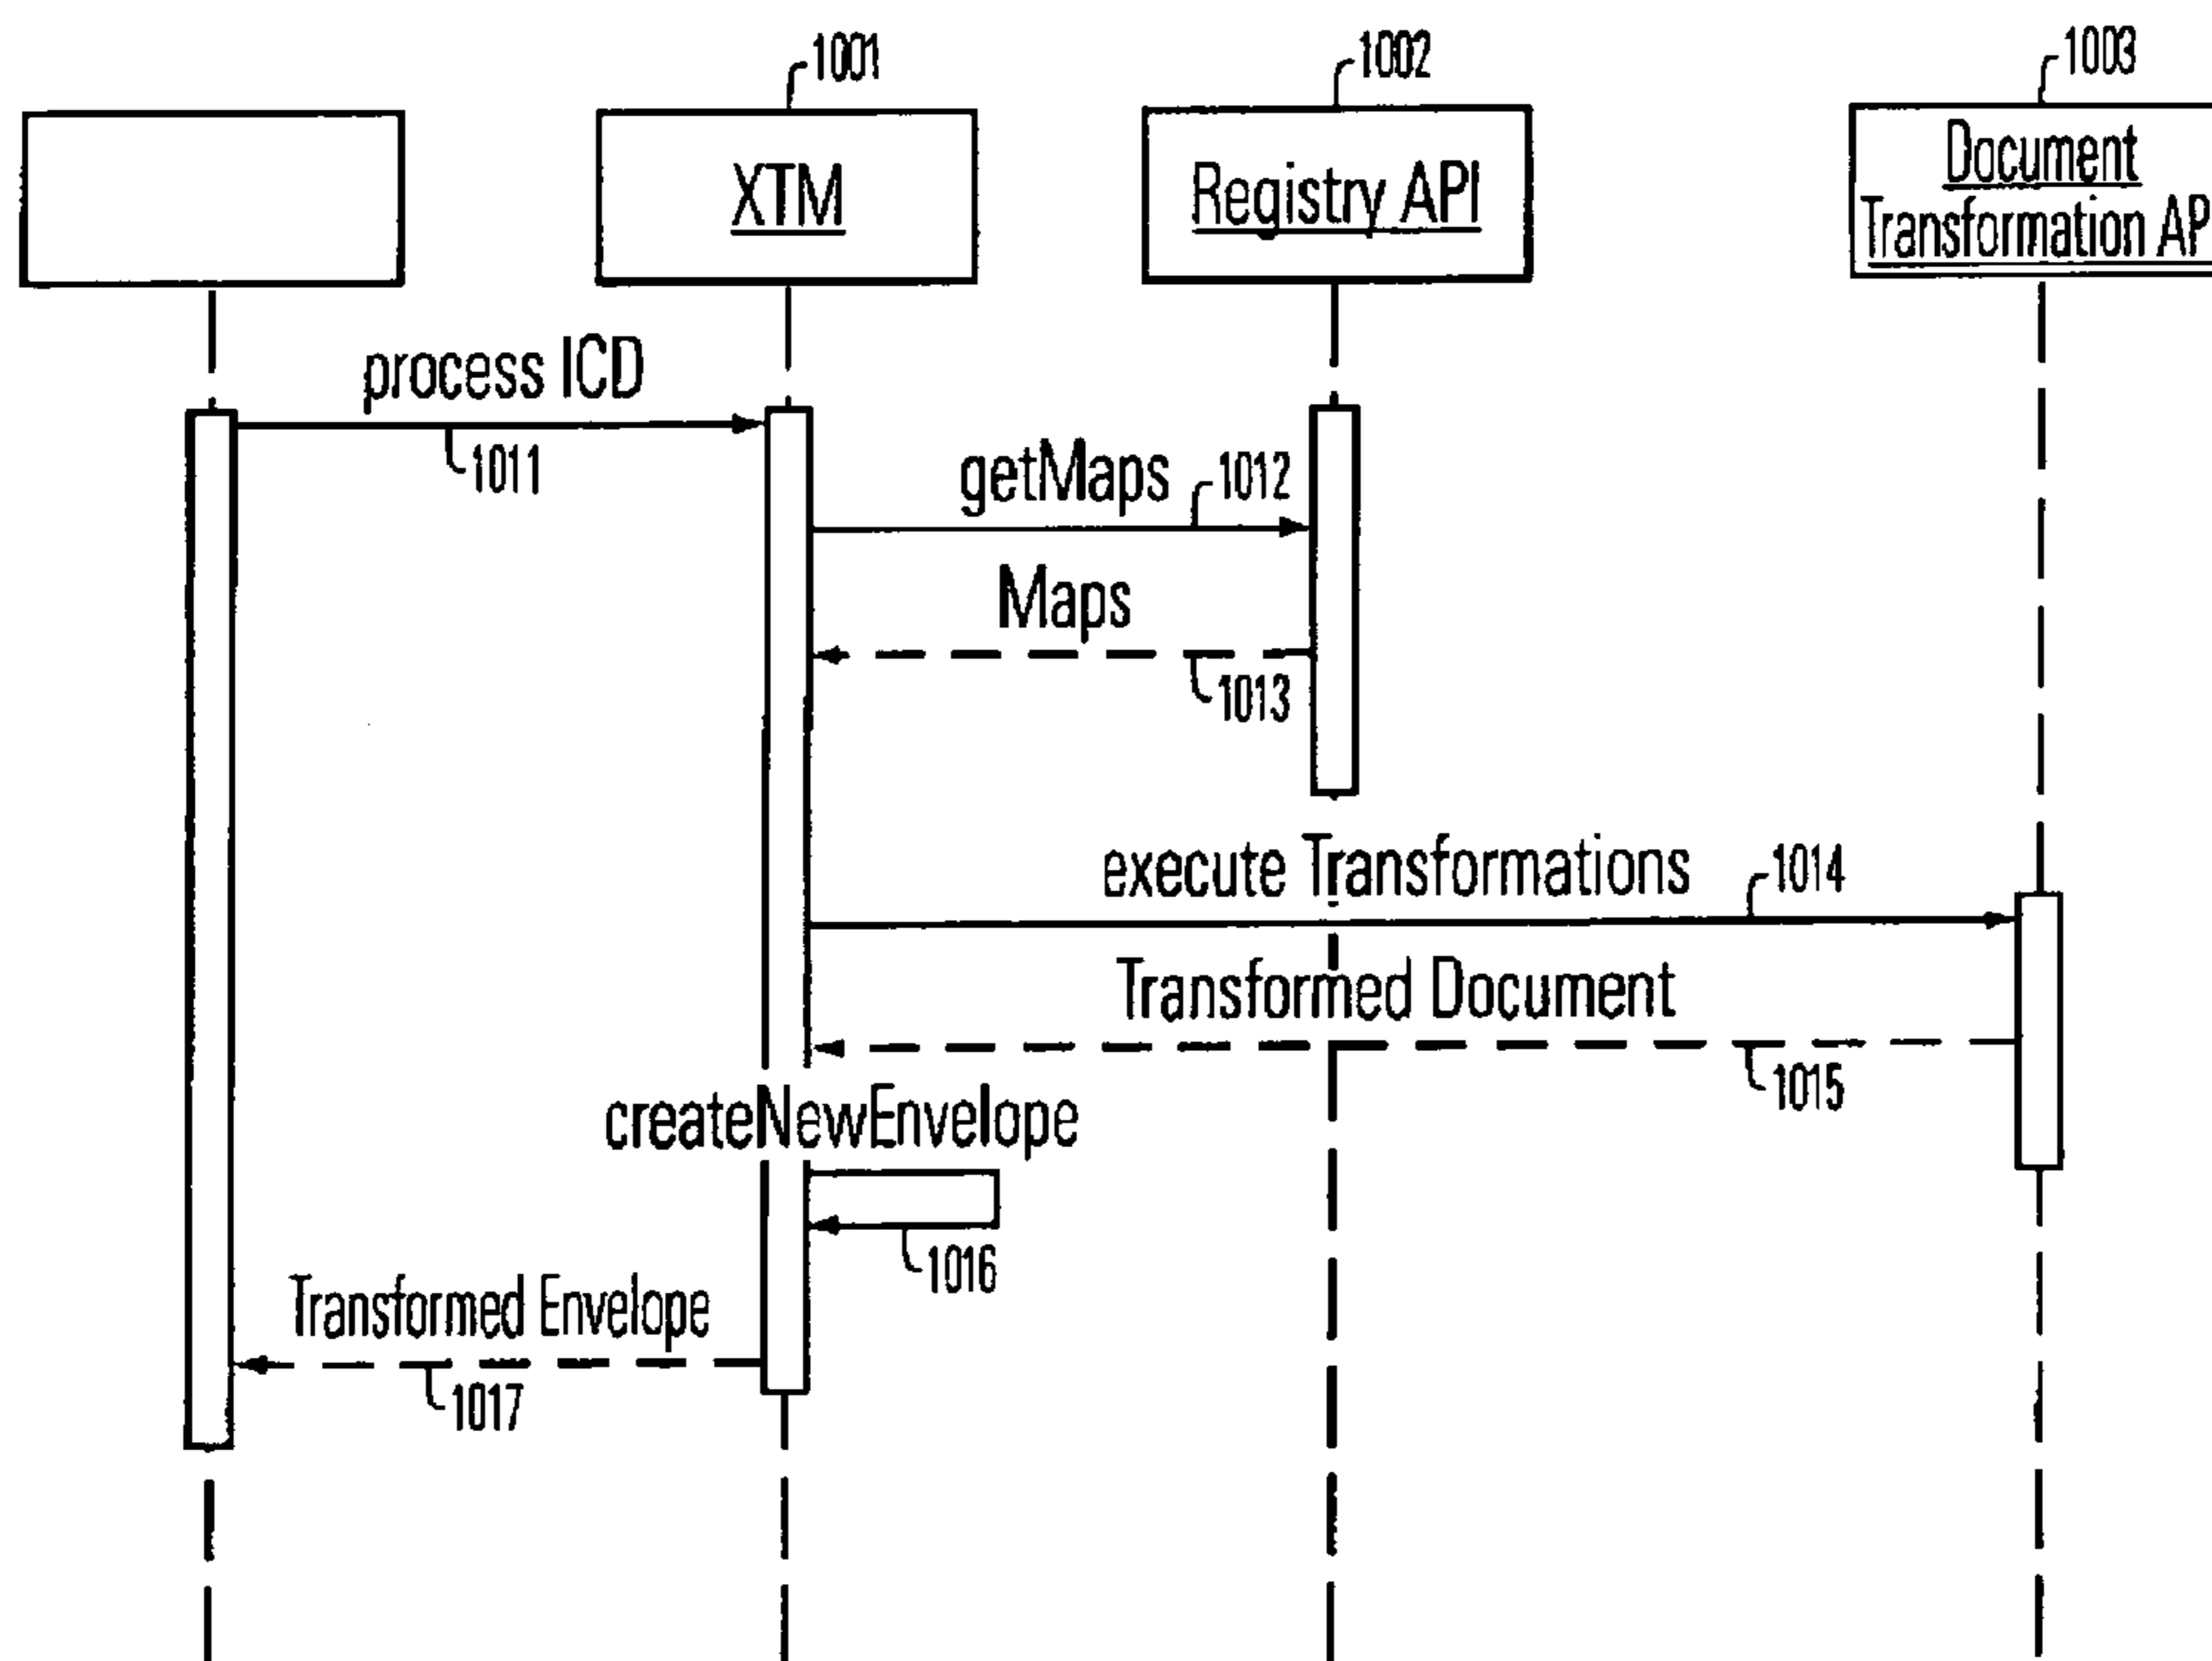 1001
1002
1003
XTM
Registry API
Document
Transformation AP
process ICD
1011
getMaps
1012
Maps
1013
execute Transformations
1014
Transformed Document
1015
createNewEnvelope
1016
Transformed Envelope
1017